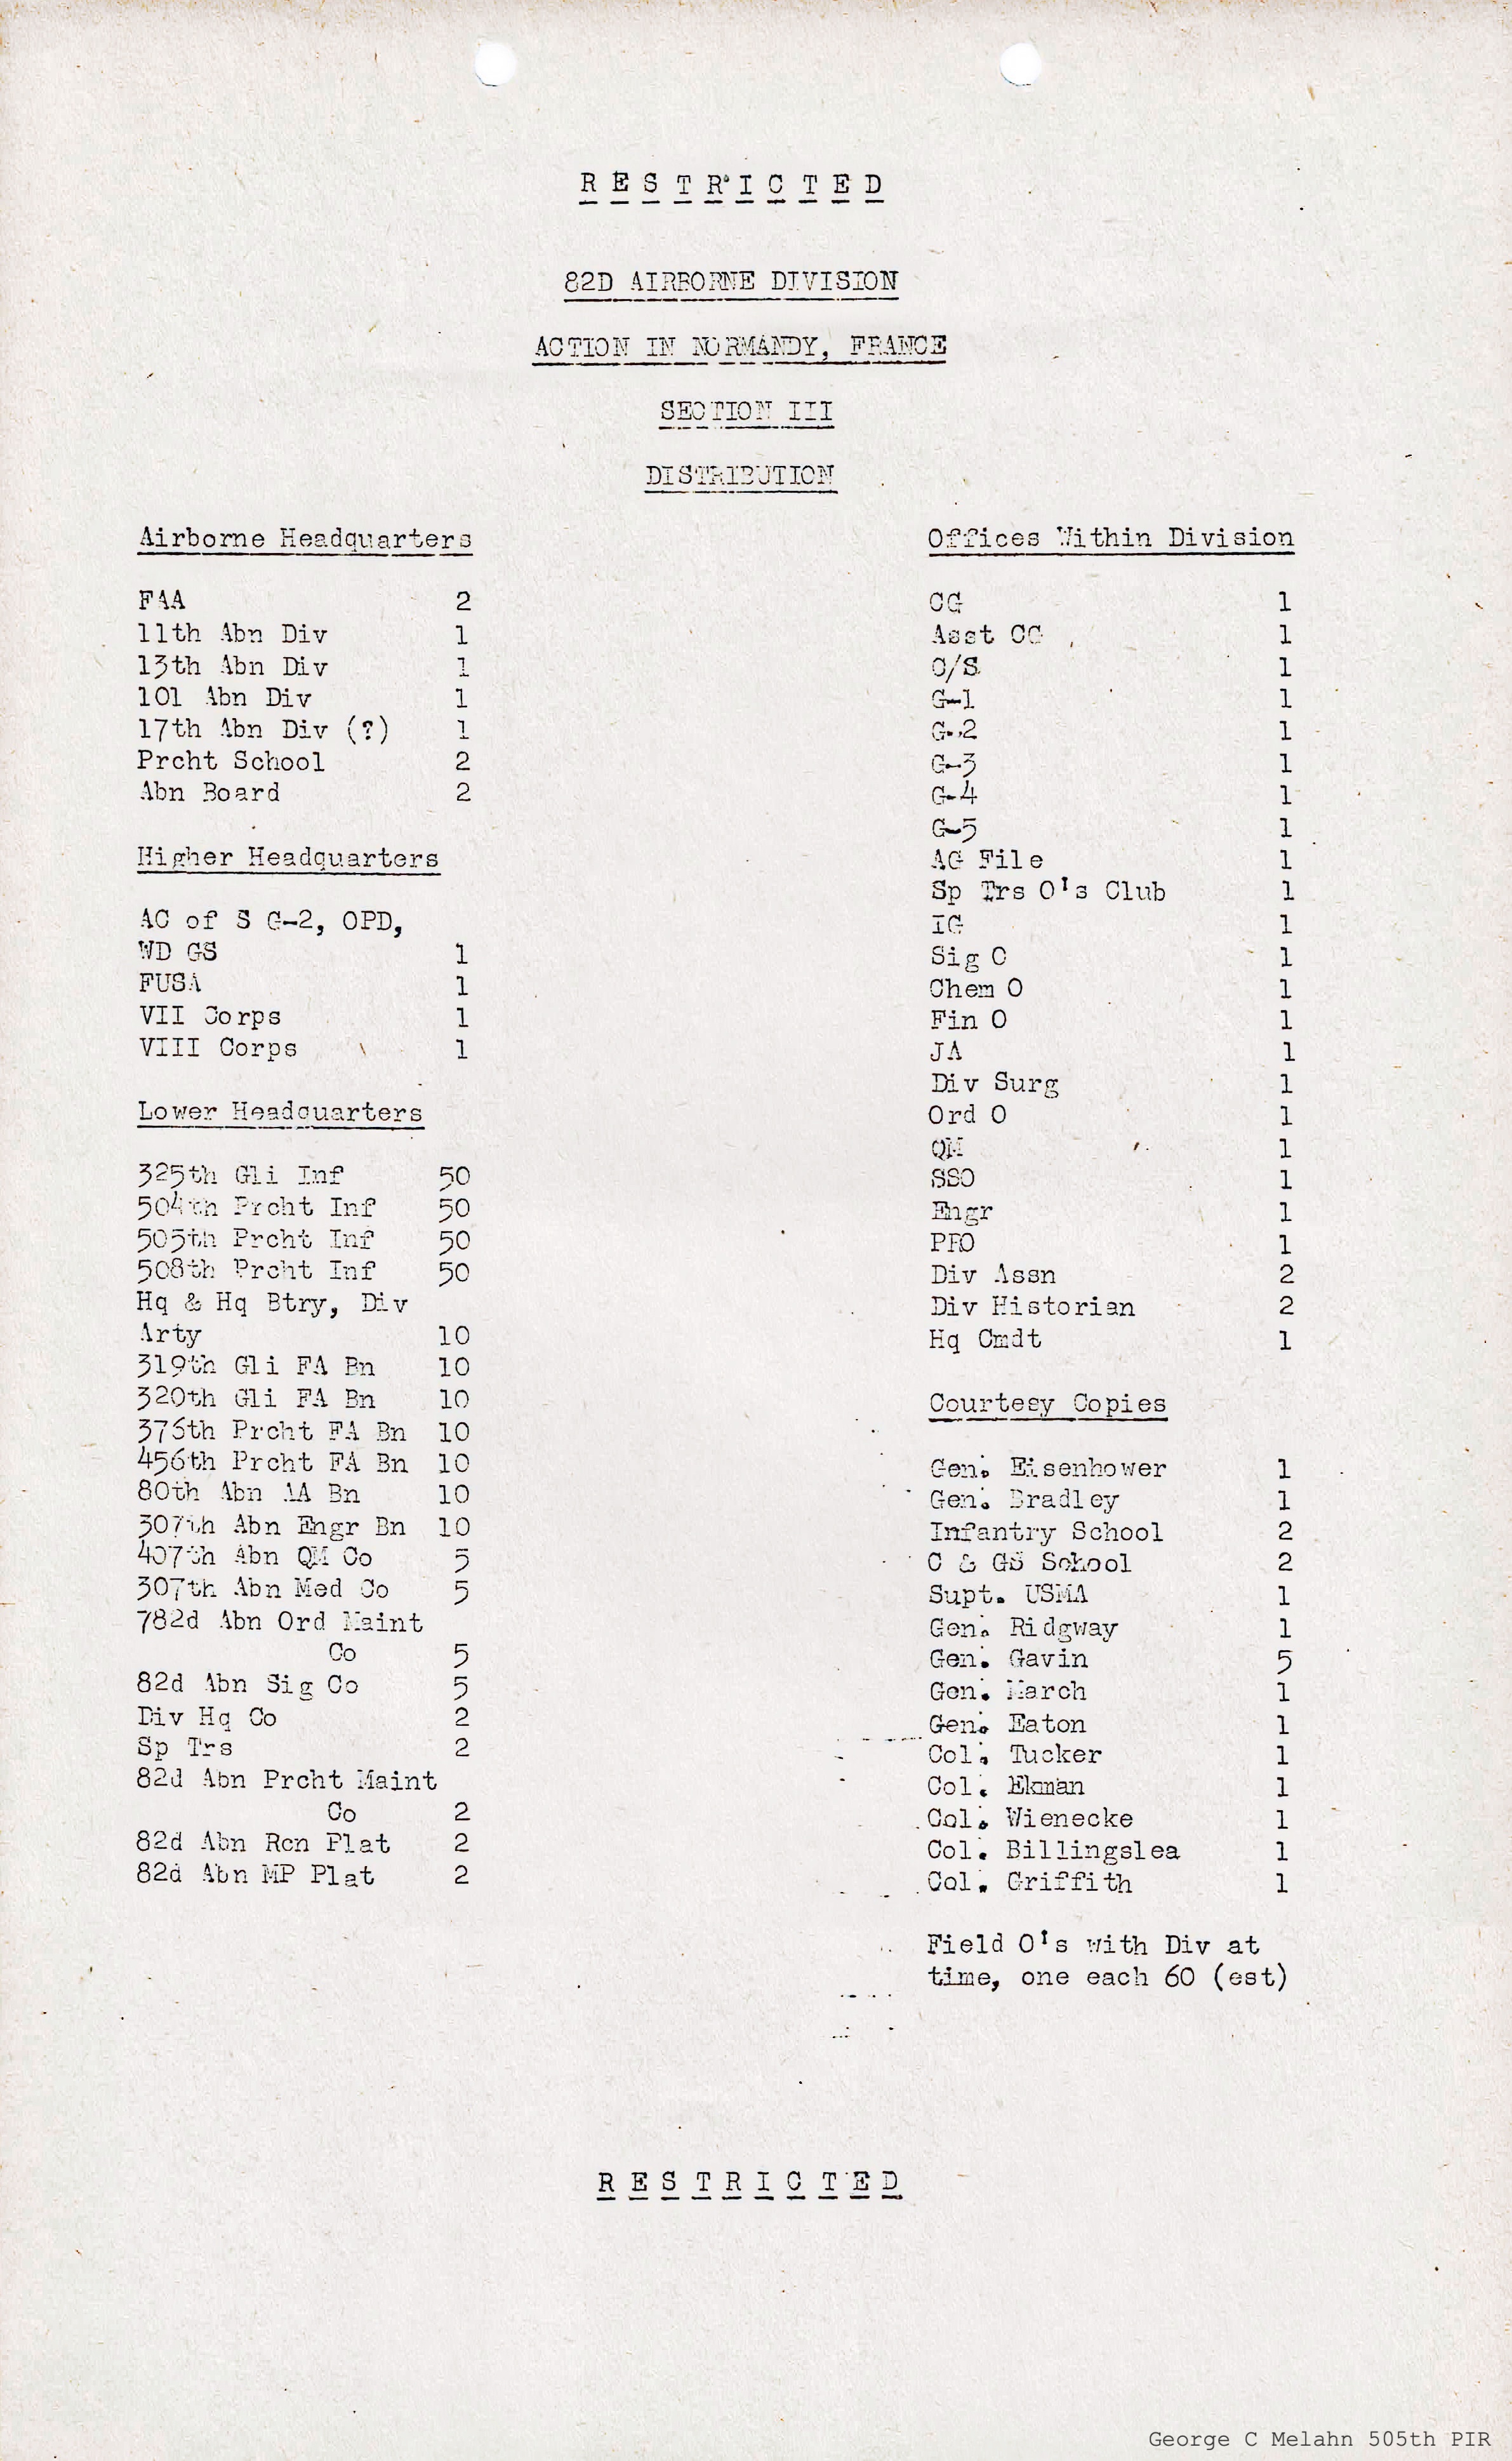 RESTRICTED
82D AIRBORNE DIVISION
ACTION IN NORMANDY, FRANCE
SECTION III
DISTRIBUTION
Airborne Headquarters
FAA 2
11th Abn Div 1
13th Abn Div 1
101 Abn Div 1
17th Abn Div (?) 1
Prcht School 2
Abn Board 2
Higher Headquarters
AC of S G-2, OPD,
WD GS 1
FUSA 1
VII Corps 1
VIII Corps 1
Lower Headquarters
325th Gli Inf 50
504th Prcht Inf 50
505th Prcht Inf 50
508th Prcht Inf 50
Hq & Hq Btry, Div
Arty 10
319th Gli FA Bn 10
320th Gli FA Bn 10
376th Prcht FA Bn 10
456th Prcht FA Bn 10
80th Abn AA Bn 10
307th Abn Engr Bn 10
407th Abn QM Co 5
307th Abn Med Co 5
782d Abn Ord Maint
Co 5
82d Abn Sig Co 5
Div Hq Co 2
Sp Trs 2
82d Abn Prcht Maint
Co 2
82d Abn Rcn Plat 2
82d Abn MP Plat 2
Offices Within Division
CG 1
Asst CG 1
C/S 1
G-1 1
G-2 1
G-3 1
G-4 1
G-5 1
AG File 1
Sp Trs O's Club 1
IG 1
Sig O 1
Chem O 1
Fin O 1
JA 1
Div Surg 1
Ord O 1
QM 1
SSO 1
Engr 1
PRO 1
Div Assn 2
Div Historian 2
Hq Cmdt 1
Courtesy Copies
Gen. Eisenhower 1
Gen. Bradley 1
Infantry School 2
C & GS School 2
Supt. USMA 1
Gen. Ridgway 1
Gen. Gavin 5
Gen. March 1
Gen. Eaton 1
Col. Tucker 1
Col. Ekman 1
Col. Wienecke 1
Col. Billingslea 1
Col. Griffith 1
Field O's with Div at
time, one each 60 (est)
RESTRICTED
George C Melahn 505th PIR